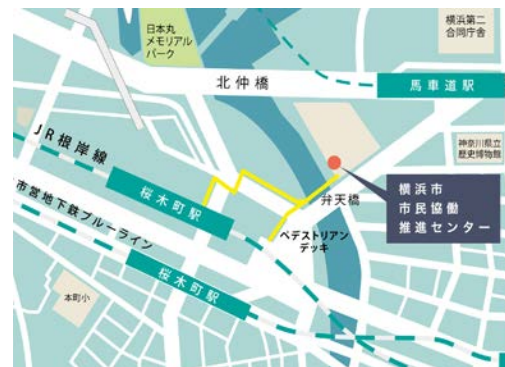 日本丸
メモリアル
パーク
横浜第二
合同庁舎
北仲橋
馬車道駅
JR根岸線
神奈川県立
歴史博物館
桜木町駅
弁天橋
横浜市
市民協働
推進センター
市営地下鉄ブルーライン
ペデストリアン
デッキ
桜木町駅
本町小